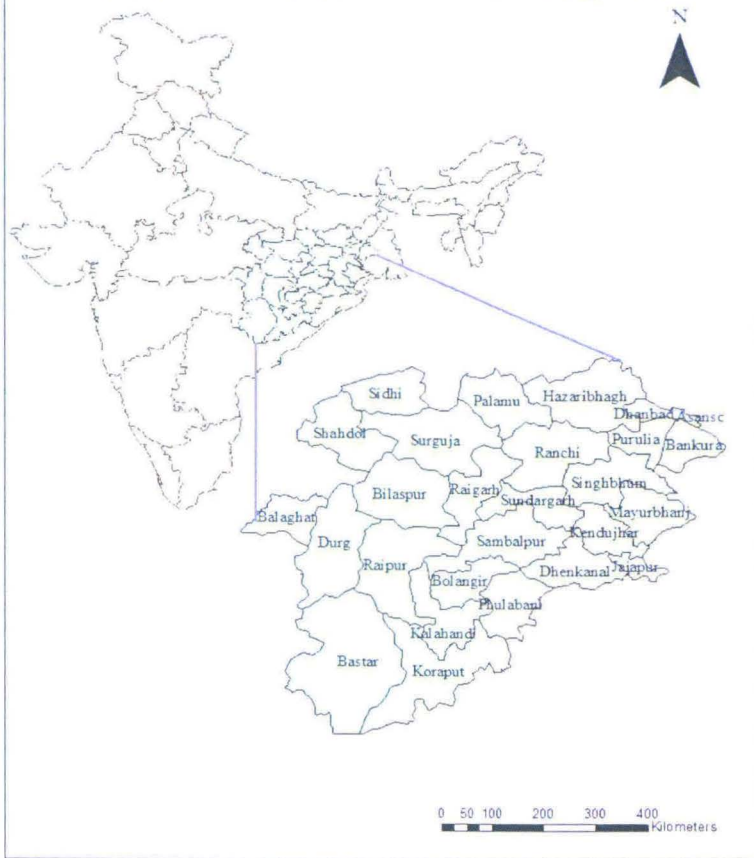 N
Sidhi
Palamu
Hazaribhagh
Dhanbad
Asansc
Shahdol
Surguja
Ranchi
Purulia
Bankura
Bilaspur
Raigarh
Sundargarh
Singhbhum
Balaghat
Mayurbhanj
Durg
Sambalpur
Kendujhar
Raipur
Bolangir
Dhenkanal
Jajapur
Phulabani
Kalahandi
Bastar
Koraput
0 50 100 200 300 400
Kilometers